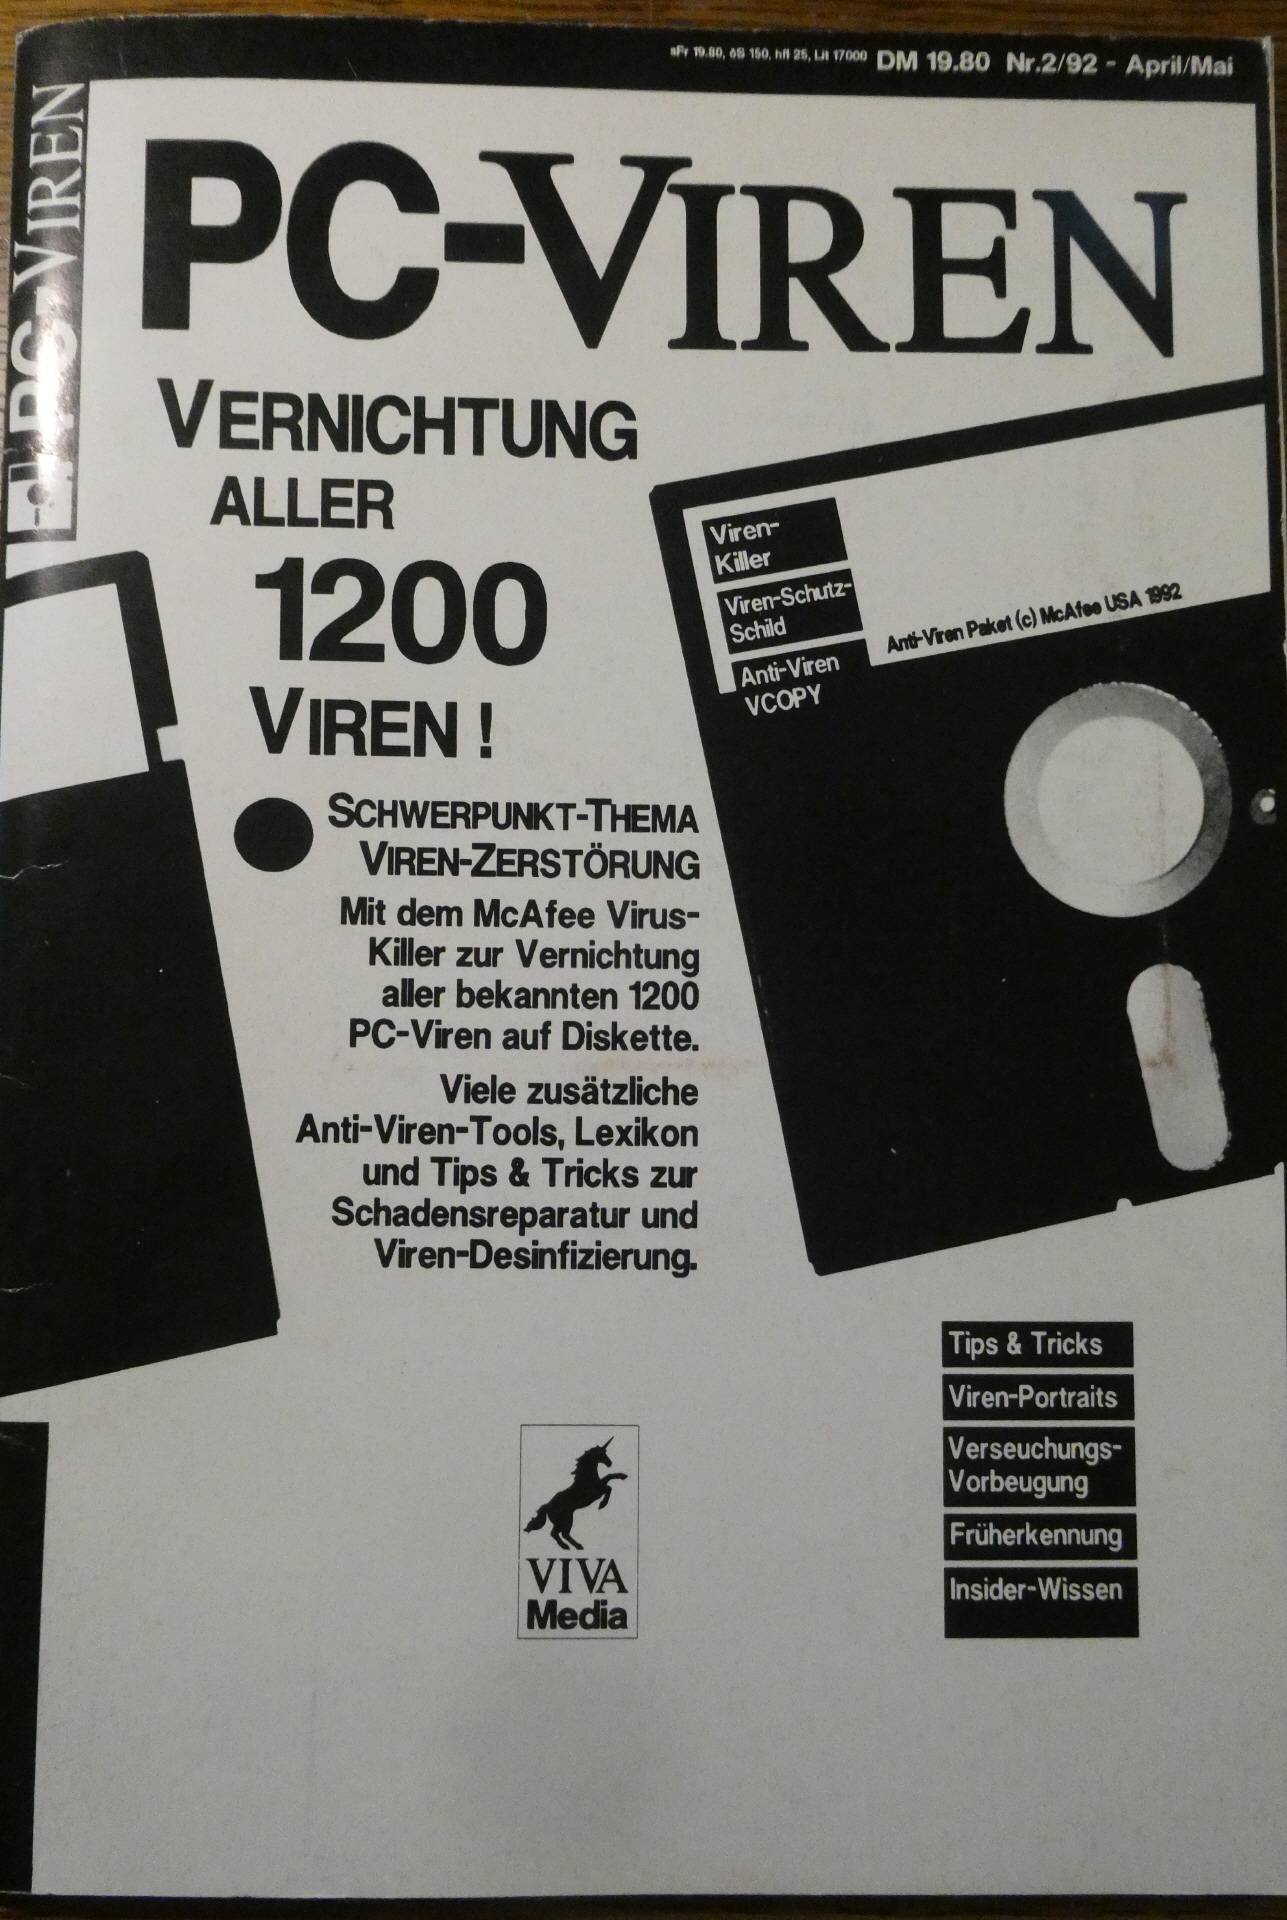 sFr 19.80, öS 150, hfl 25, Lit 17000 DM 19.80 Nr.2/92 - April/Mai
PC-VIREN
PC-VIREN
VERNICHTUNG
ALLER
1200
VIREN !
Viren-
Killer
Viren-Schutz-
Schild
Anti-Viren
VCOPY
Anti-Viren Paket (c) McAfee USA 1992
SCHWERPUNKT-THEMA
VIREN-ZERSTÖRUNG
Mit dem McAfee Virus-
Killer zur Vernichtung
aller bekannten 1200
PC-Viren auf Diskette.
Viele zusätzliche
Anti-Viren-Tools, Lexikon
und Tips & Tricks zur
Schadensreparatur und
Viren-Desinfizierung.
Tips & Tricks
Viren-Portraits
Verseuchungs-
Vorbeugung
Früherkennung
Insider-Wissen
VIVA
Media